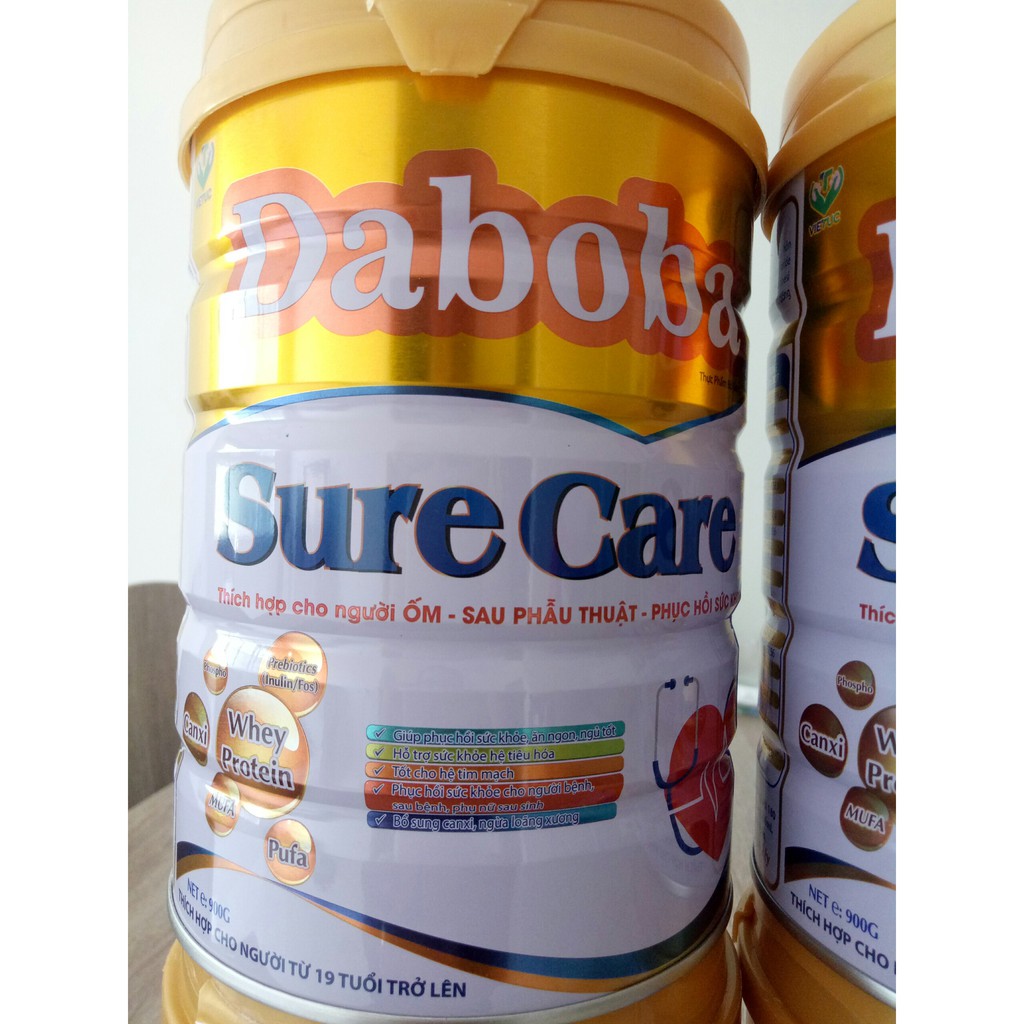 Daboba
Thực Phẩm
Sure Care
Thích hợp cho người ỐM - SAU PHẪU THUẬT - PHỤC HỒI SỨC
Phospho
Prebiotics
(Inulin/Fos)
Canxi
Whey
Protein
MUFA
Pufa
Giúp phục hồi sức khỏe, ăn ngon, ngủ tốt
Hỗ trợ sức khỏe hệ tiêu hóa
Tốt cho hệ tim mạch
Phục hồi sức khỏe cho người bệnh,
sau bệnh, phụ nữ sau sinh
Bổ sung canxi, ngừa loãng xương
NET e: 900G
THÍCH HỢP CHO NGƯỜI TỪ 19 TUỔI TRỞ LÊN
VIETUC
Phospho
Canxi
MUFA
NET e: 900G
THÍCH HỢP CHO